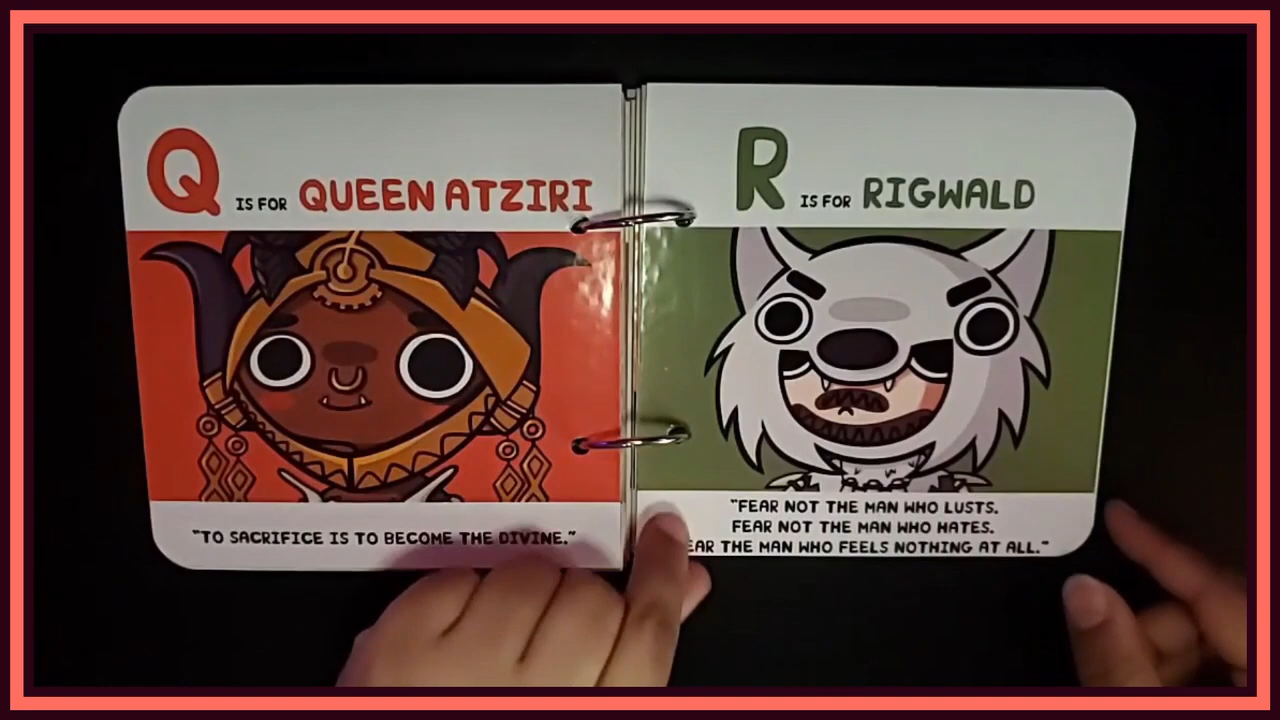 Q IS FOR QUEEN ATZIRI
"TO SACRIFICE IS TO BECOME THE DIVINE."
R IS FOR RIGWALD
"FEAR NOT THE MAN WHO LUSTS.
FEAR NOT THE MAN WHO HATES.
THE MAN WHO FEELS NOTHING AT ALL."